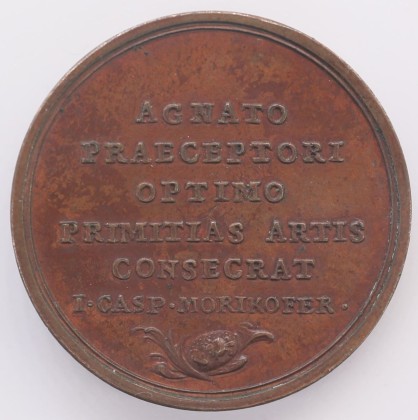 AGNATO
PRAECEPTORI
OPTIMO
PRIMITIAS ARTIS
CONSECRAT
I·CASP·MORIKOFER·